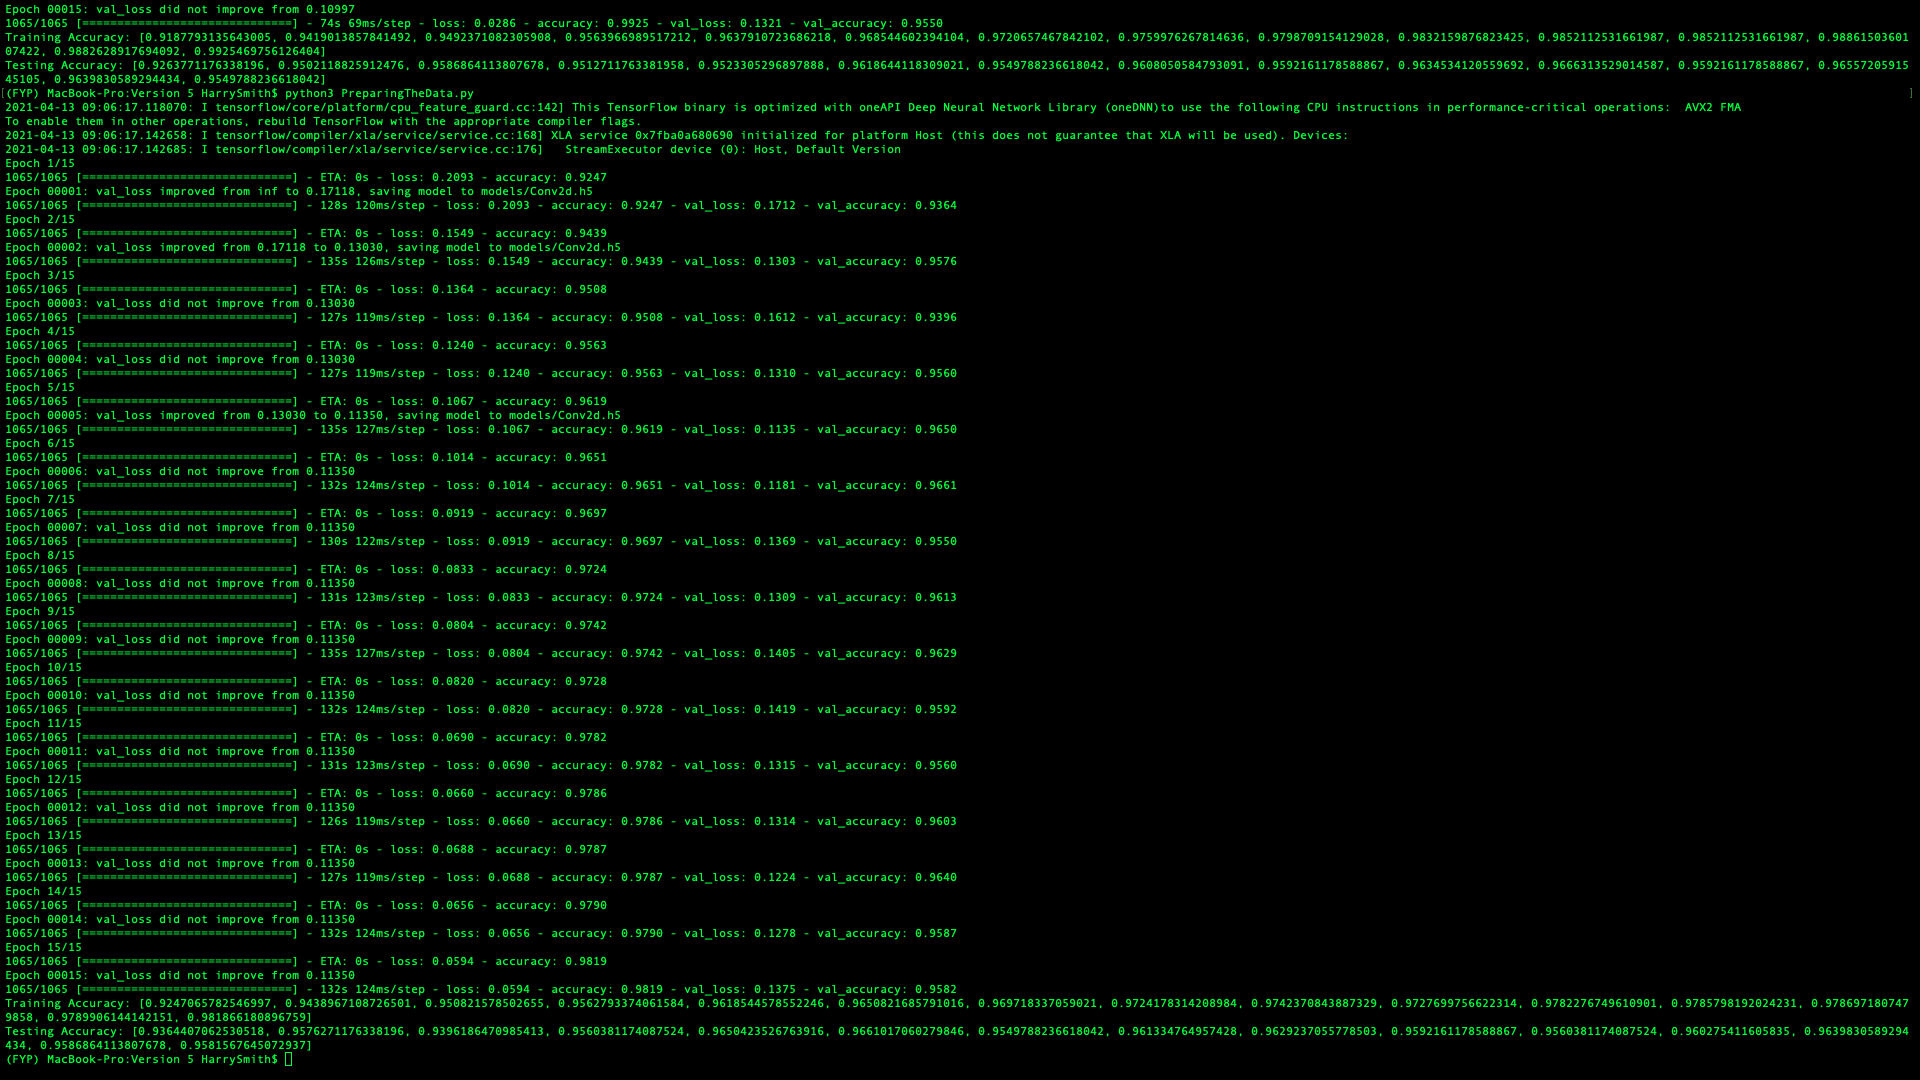 Epoch 00015: val_loss did not improve from 0.10997
1065/1065 [==============================] - 74s 69ms/step - loss: 0.0286 - accuracy: 0.9925 - val_loss: 0.1321 - val_accuracy: 0.9550
Training Accuracy: [0.9187793135643005, 0.9419013857841492, 0.9492371082305908, 0.9563966989517212, 0.9637910723686218, 0.968544602394104, 0.9720657467842102, 0.9759976267814636, 0.9798709154129028, 0.9832159876823425, 0.9852112531661987, 0.9852112531661987, 0.98861503601
07422, 0.9882628917694092, 0.9925469756126404]
Testing Accuracy: [0.9263771176338196, 0.9502118825912476, 0.9586864113807678, 0.9512711763381958, 0.9523305296897888, 0.9618644118309021, 0.9549788236618042, 0.9608050584793091, 0.9592161178588867, 0.9634534120559692, 0.9666313529014587, 0.9592161178588867, 0.96557205915
45105, 0.9639830589294434, 0.9549788236618042]
[(FYP) MacBook-Pro:Version 5 HarrySmith$ python3 PreparingTheData.py ]
2021-04-13 09:06:17.118070: I tensorflow/core/platform/cpu_feature_guard.cc:142] This TensorFlow binary is optimized with oneAPI Deep Neural Network Library (oneDNN)to use the following CPU instructions in performance-critical operations:  AVX2 FMA
To enable them in other operations, rebuild TensorFlow with the appropriate compiler flags.
2021-04-13 09:06:17.142658: I tensorflow/compiler/xla/service/service.cc:168] XLA service 0x7fba0a680690 initialized for platform Host (this does not guarantee that XLA will be used). Devices:
2021-04-13 09:06:17.142685: I tensorflow/compiler/xla/service/service.cc:176]   StreamExecutor device (0): Host, Default Version
Epoch 1/15
1065/1065 [==============================] - ETA: 0s - loss: 0.2093 - accuracy: 0.9247
Epoch 00001: val_loss improved from inf to 0.17118, saving model to models/Conv2d.h5
1065/1065 [==============================] - 128s 120ms/step - loss: 0.2093 - accuracy: 0.9247 - val_loss: 0.1712 - val_accuracy: 0.9364
Epoch 2/15
1065/1065 [==============================] - ETA: 0s - loss: 0.1549 - accuracy: 0.9439
Epoch 00002: val_loss improved from 0.17118 to 0.13030, saving model to models/Conv2d.h5
1065/1065 [==============================] - 135s 126ms/step - loss: 0.1549 - accuracy: 0.9439 - val_loss: 0.1303 - val_accuracy: 0.9576
Epoch 3/15
1065/1065 [==============================] - ETA: 0s - loss: 0.1364 - accuracy: 0.9508
Epoch 00003: val_loss did not improve from 0.13030
1065/1065 [==============================] - 127s 119ms/step - loss: 0.1364 - accuracy: 0.9508 - val_loss: 0.1612 - val_accuracy: 0.9396
Epoch 4/15
1065/1065 [==============================] - ETA: 0s - loss: 0.1240 - accuracy: 0.9563
Epoch 00004: val_loss did not improve from 0.13030
1065/1065 [==============================] - 127s 119ms/step - loss: 0.1240 - accuracy: 0.9563 - val_loss: 0.1310 - val_accuracy: 0.9560
Epoch 5/15
1065/1065 [==============================] - ETA: 0s - loss: 0.1067 - accuracy: 0.9619
Epoch 00005: val_loss improved from 0.13030 to 0.11350, saving model to models/Conv2d.h5
1065/1065 [==============================] - 135s 127ms/step - loss: 0.1067 - accuracy: 0.9619 - val_loss: 0.1135 - val_accuracy: 0.9650
Epoch 6/15
1065/1065 [==============================] - ETA: 0s - loss: 0.1014 - accuracy: 0.9651
Epoch 00006: val_loss did not improve from 0.11350
1065/1065 [==============================] - 132s 124ms/step - loss: 0.1014 - accuracy: 0.9651 - val_loss: 0.1181 - val_accuracy: 0.9661
Epoch 7/15
1065/1065 [==============================] - ETA: 0s - loss: 0.0919 - accuracy: 0.9697
Epoch 00007: val_loss did not improve from 0.11350
1065/1065 [==============================] - 130s 122ms/step - loss: 0.0919 - accuracy: 0.9697 - val_loss: 0.1369 - val_accuracy: 0.9550
Epoch 8/15
1065/1065 [==============================] - ETA: 0s - loss: 0.0833 - accuracy: 0.9724
Epoch 00008: val_loss did not improve from 0.11350
1065/1065 [==============================] - 131s 123ms/step - loss: 0.0833 - accuracy: 0.9724 - val_loss: 0.1309 - val_accuracy: 0.9613
Epoch 9/15
1065/1065 [==============================] - ETA: 0s - loss: 0.0804 - accuracy: 0.9742
Epoch 00009: val_loss did not improve from 0.11350
1065/1065 [==============================] - 135s 127ms/step - loss: 0.0804 - accuracy: 0.9742 - val_loss: 0.1405 - val_accuracy: 0.9629
Epoch 10/15
1065/1065 [==============================] - ETA: 0s - loss: 0.0820 - accuracy: 0.9728
Epoch 00010: val_loss did not improve from 0.11350
1065/1065 [==============================] - 132s 124ms/step - loss: 0.0820 - accuracy: 0.9728 - val_loss: 0.1419 - val_accuracy: 0.9592
Epoch 11/15
1065/1065 [==============================] - ETA: 0s - loss: 0.0690 - accuracy: 0.9782
Epoch 00011: val_loss did not improve from 0.11350
1065/1065 [==============================] - 131s 123ms/step - loss: 0.0690 - accuracy: 0.9782 - val_loss: 0.1315 - val_accuracy: 0.9560
Epoch 12/15
1065/1065 [==============================] - ETA: 0s - loss: 0.0660 - accuracy: 0.9786
Epoch 00012: val_loss did not improve from 0.11350
1065/1065 [==============================] - 126s 119ms/step - loss: 0.0660 - accuracy: 0.9786 - val_loss: 0.1314 - val_accuracy: 0.9603
Epoch 13/15
1065/1065 [==============================] - ETA: 0s - loss: 0.0688 - accuracy: 0.9787
Epoch 00013: val_loss did not improve from 0.11350
1065/1065 [==============================] - 127s 119ms/step - loss: 0.0688 - accuracy: 0.9787 - val_loss: 0.1224 - val_accuracy: 0.9640
Epoch 14/15
1065/1065 [==============================] - ETA: 0s - loss: 0.0656 - accuracy: 0.9790
Epoch 00014: val_loss did not improve from 0.11350
1065/1065 [==============================] - 132s 124ms/step - loss: 0.0656 - accuracy: 0.9790 - val_loss: 0.1278 - val_accuracy: 0.9587
Epoch 15/15
1065/1065 [==============================] - ETA: 0s - loss: 0.0594 - accuracy: 0.9819
Epoch 00015: val_loss did not improve from 0.11350
1065/1065 [==============================] - 132s 124ms/step - loss: 0.0594 - accuracy: 0.9819 - val_loss: 0.1375 - val_accuracy: 0.9582
Training Accuracy: [0.9247065782546997, 0.9438967108726501, 0.950821578502655, 0.9562793374061584, 0.9618544578552246, 0.9650821685791016, 0.969718337059021, 0.9724178314208984, 0.9742370843887329, 0.9727699756622314, 0.9782276749610901, 0.9785798192024231, 0.978697180747
9858, 0.9789906144142151, 0.981866180896759]
Testing Accuracy: [0.9364407062530518, 0.9576271176338196, 0.9396186470985413, 0.9560381174087524, 0.9650423526763916, 0.9661017060279846, 0.9549788236618042, 0.961334764957428, 0.9629237055778503, 0.9592161178588867, 0.9560381174087524, 0.960275411605835, 0.9639830589294
434, 0.9586864113807678, 0.9581567645072937]
(FYP) MacBook-Pro:Version 5 HarrySmith$